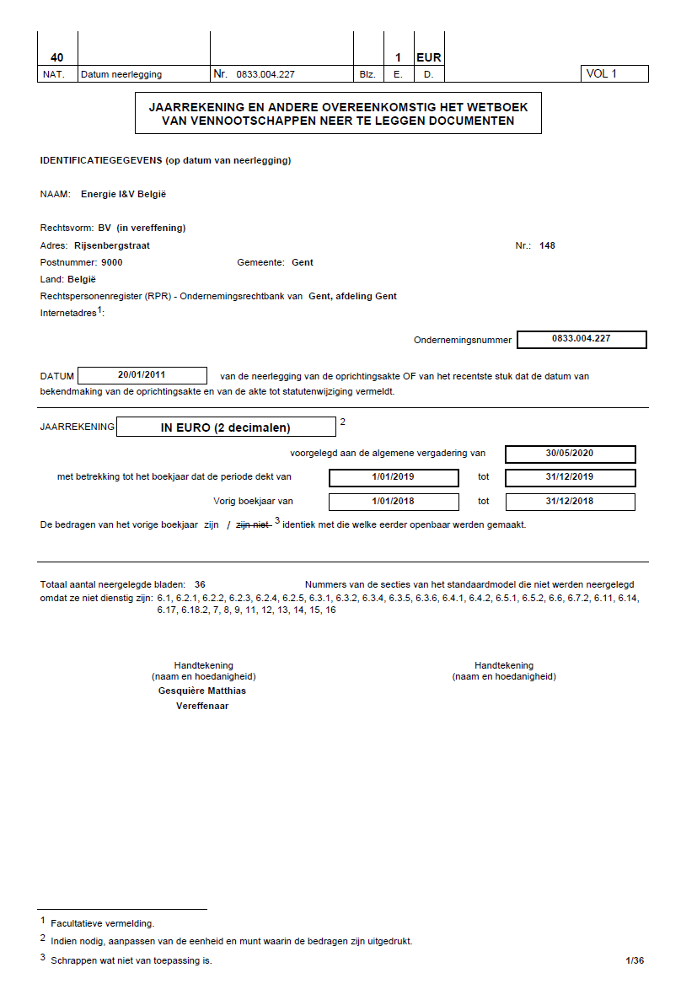 40 1 EUR
NAT. Datum neerlegging Nr. 0833.004.227 Blz. E. D. VOL 1
JAARREKENING EN ANDERE OVEREENKOMSTIG HET WETBOEK
VAN VENNOOTSCHAPPEN NEER TE LEGGEN DOCUMENTEN
IDENTIFICATIEGEGEVENS (op datum van neerlegging)
NAAM: Energie I&V België
Rechtsvorm: BV (in vereffening)
Adres: Rijsenbergstraat Nr.: 148
Postnummer: 9000 Gemeente: Gent
Land: België
Rechtspersonenregister (RPR) - Ondernemingsrechtbank van Gent, afdeling Gent
Internetadres1:
Ondernemingsnummer 0833.004.227
DATUM 20/01/2011 van de neerlegging van de oprichtingsakte OF van het recentste stuk dat de datum van
bekendmaking van de oprichtingsakte en van de akte tot statutenwijziging vermeldt.
JAARREKENING IN EURO (2 decimalen) 2
voorgelegd aan de algemene vergadering van 30/05/2020
met betrekking tot het boekjaar dat de periode dekt van 1/01/2019 tot 31/12/2019
Vorig boekjaar van 1/01/2018 tot 31/12/2018
De bedragen van het vorige boekjaar zijn / zijn niet 3 identiek met die welke eerder openbaar werden gemaakt.
Totaal aantal neergelegde bladen: 36 Nummers van de secties van het standaardmodel die niet werden neergelegd
omdat ze niet dienstig zijn: 6.1, 6.2.1, 6.2.2, 6.2.3, 6.2.4, 6.2.5, 6.3.1, 6.3.2, 6.3.4, 6.3.5, 6.3.6, 6.4.1, 6.4.2, 6.5.1, 6.5.2, 6.6, 6.7.2, 6.11, 6.14,
6.17, 6.18.2, 7, 8, 9, 11, 12, 13, 14, 15, 16
Handtekening Handtekening
(naam en hoedanigheid) (naam en hoedanigheid)
Gesquière Matthias
Vereffenaar
1 Facultatieve vermelding.
2 Indien nodig, aanpassen van de eenheid en munt waarin de bedragen zijn uitgedrukt.
3 Schrappen wat niet van toepassing is. 1/36